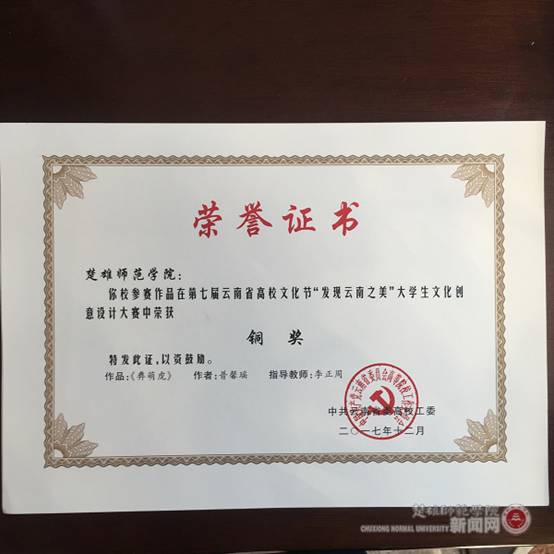 荣誉证书
楚雄师范学院：
你校参赛作品在第七届云南省高校文化节“发现云南之美”大学生文化创
意设计大赛中荣获
铜奖
特发此证，以资鼓励。
作品：《彝萌虎》 作者：普馨瑶 指导教师：李正周
中共云南省委高校工委
二〇一七年十二月
楚雄師范學院
CHUXIONG NORMAL UNIVERSITY 新闻网